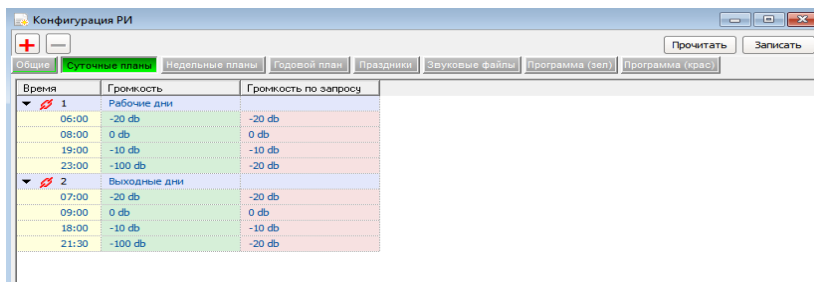 Конфигурация РИ
Прочитать Записать
Общие Суточные планы Недельные планы Годовой план Праздники Звуковые файлы Программа (зел) Программа (крас)
Время Громкость Громкость по запросу
1 Рабочие дни
06:00 -20 db -20 db
08:00 0 db 0 db
19:00 -10 db -10 db
23:00 -100 db -20 db
2 Выходные дни
07:00 -20 db -20 db
09:00 0 db 0 db
18:00 -10 db -10 db
21:30 -100 db -20 db